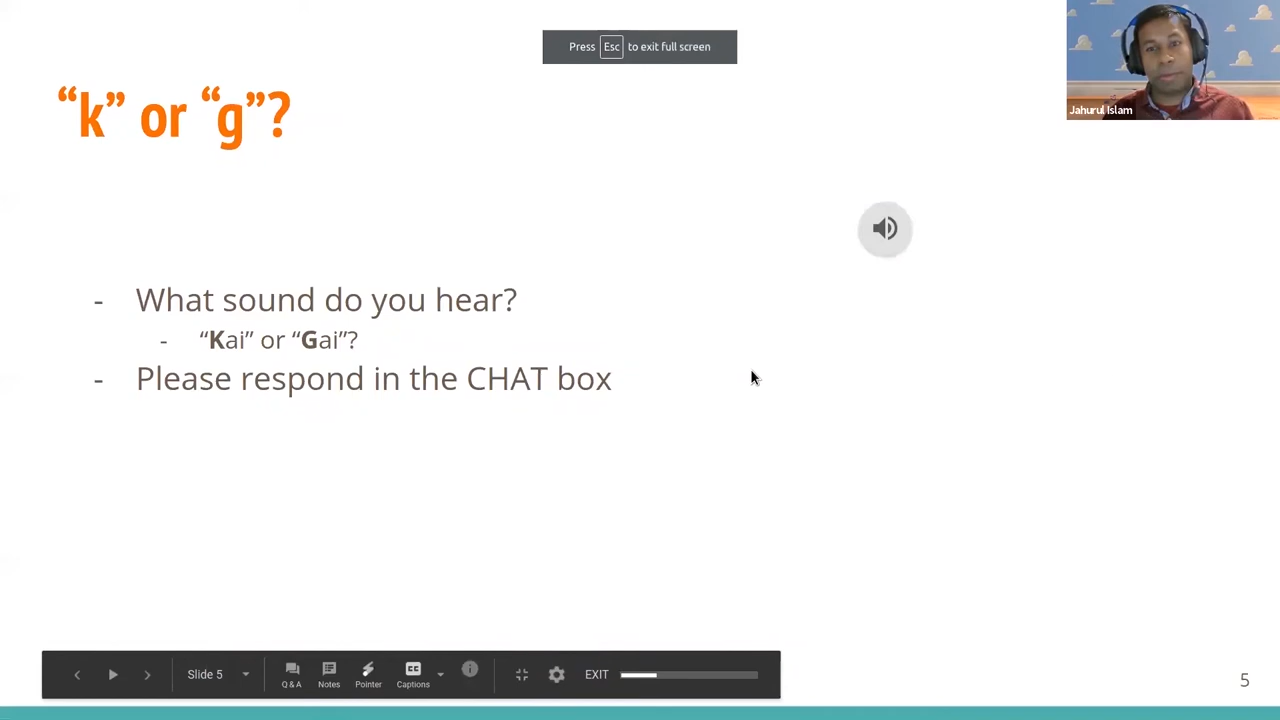 Press Esc to exit full screen
Jahurul Islam
“k” or “g”?
- What sound do you hear?
- “Kai” or “Gai”?
- Please respond in the CHAT box
Slide 5
Q & A
Notes
Pointer
CC
Captions
EXIT
5